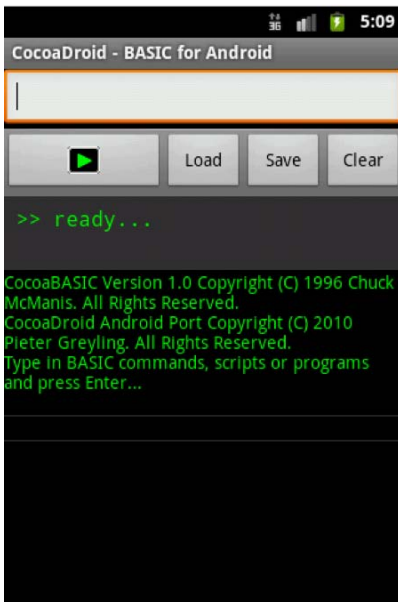 3G 5:09
CocoaDroid - BASIC for Android
Load Save Clear
>> ready...
CocoaBASIC Version 1.0 Copyright (C) 1996 Chuck
McManis. All Rights Reserved.
CocoaDroid Android Port Copyright (C) 2010
Pieter Greyling. All Rights Reserved.
Type in BASIC commands, scripts or programs
and press Enter...